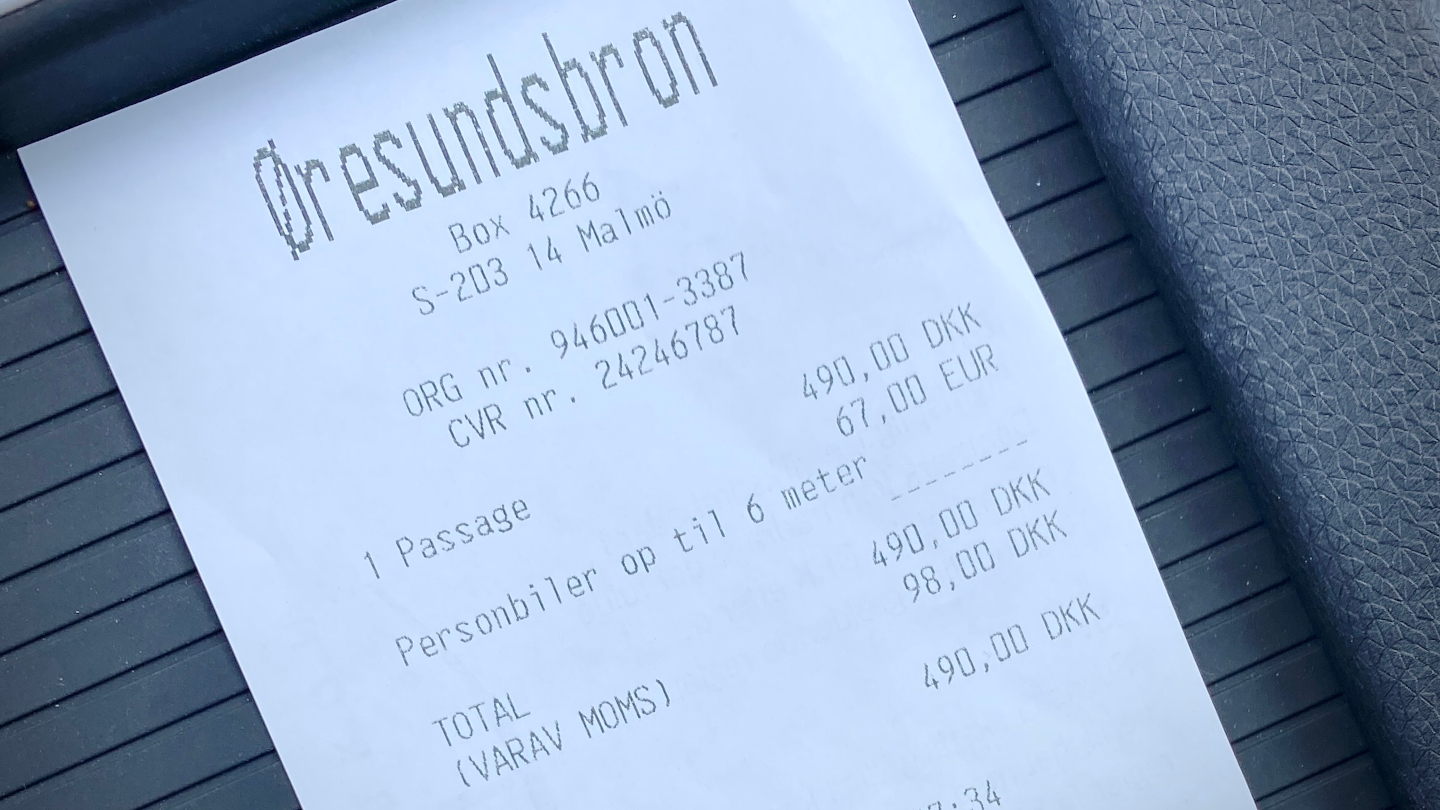 Øresundsbron
Box 4266
S-203 14 Malmö
ORG nr. 946001-3387
CVR nr. 24246787
1 Passage 490,00 DKK
67,00 EUR
Personbiler op til 6 meter
--------
TOTAL 490,00 DKK
(VARAV MOMS) 98,00 DKK
490,00 DKK
:34